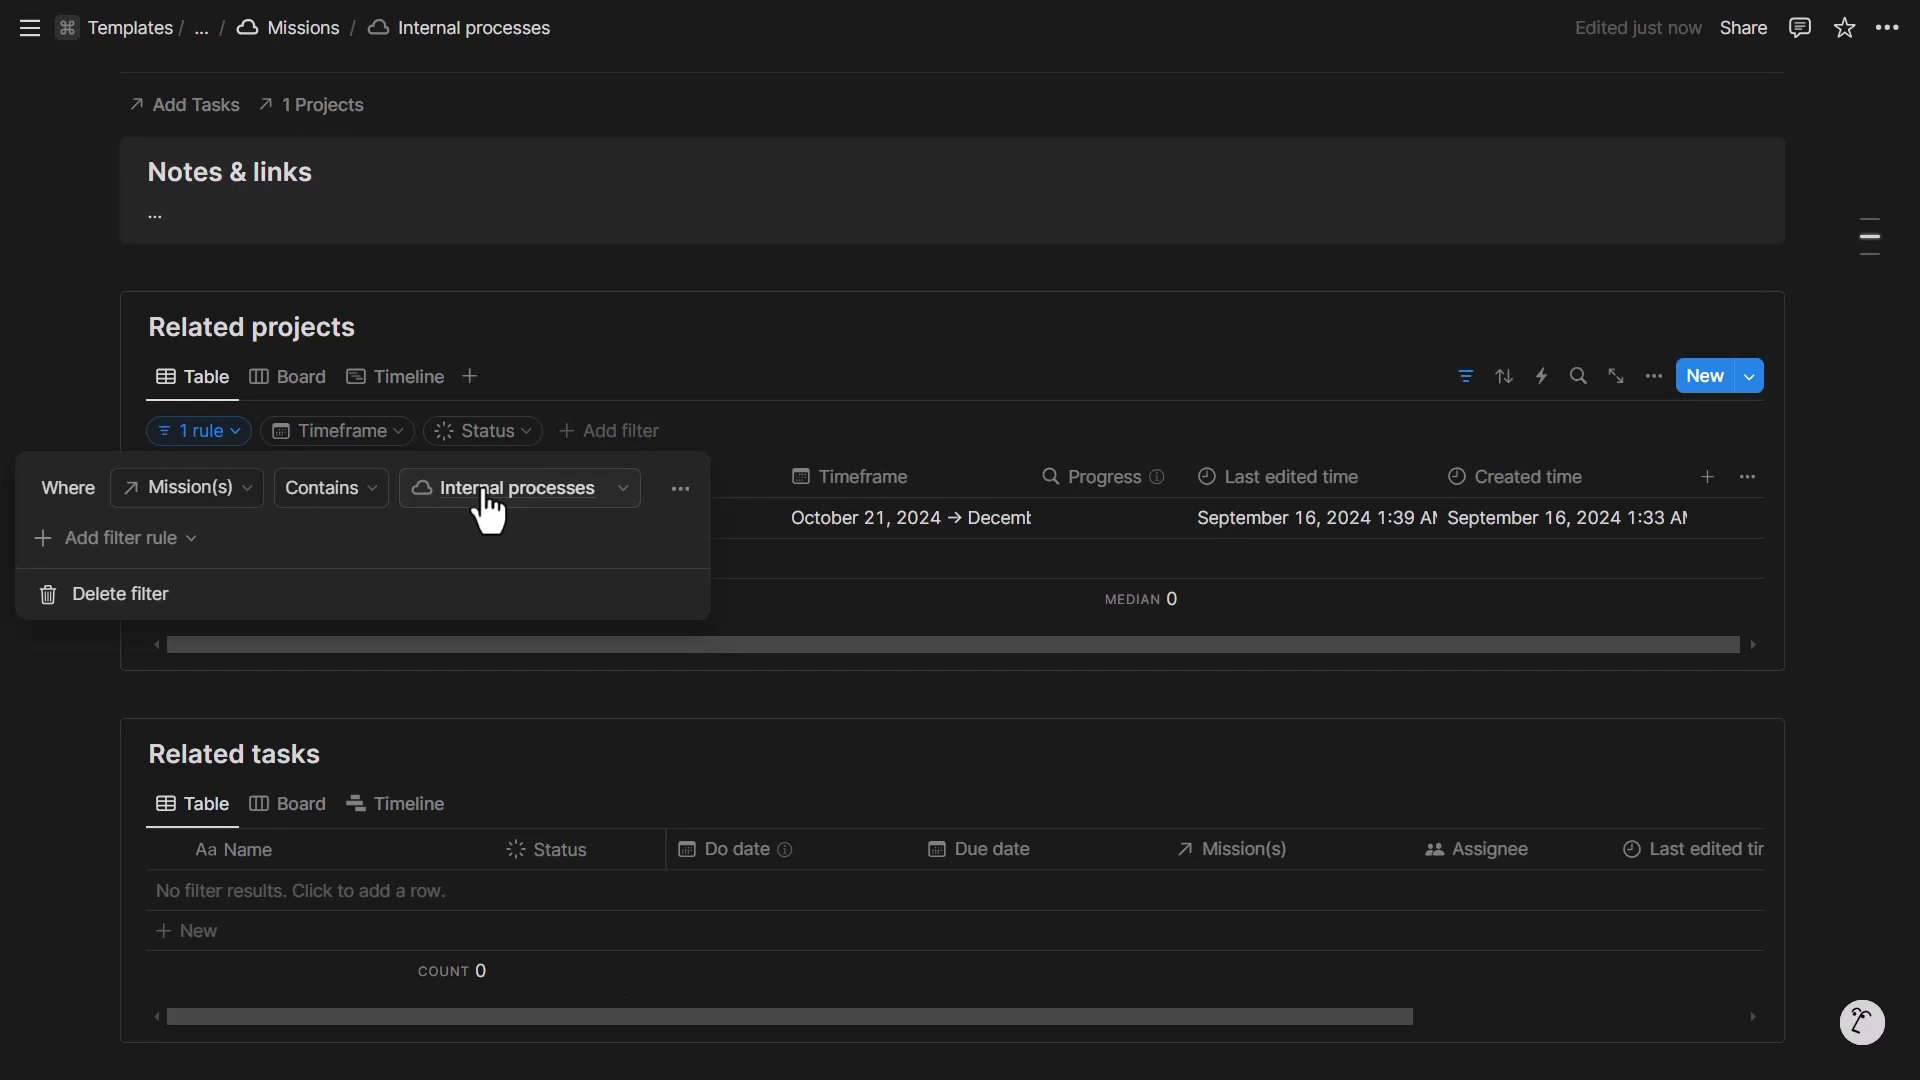 Templates / ... / Missions / Internal processes
Edited just now Share
Add Tasks 1 Projects
Notes & links
...
Related projects
Table Board Timeline
New
1 rule Timeframe Status Add filter
Timeframe Progress Last edited time Created time
Where Mission(s) Contains Internal processes
October 21, 2024 → Decemb September 16, 2024 1:39 AM September 16, 2024 1:33 AM
Add filter rule
Delete filter
MEDIAN 0
Related tasks
Table Board Timeline
Aa Name Status Do date Due date Mission(s) Assignee Last edited tir
No filter results. Click to add a row.
New
COUNT 0